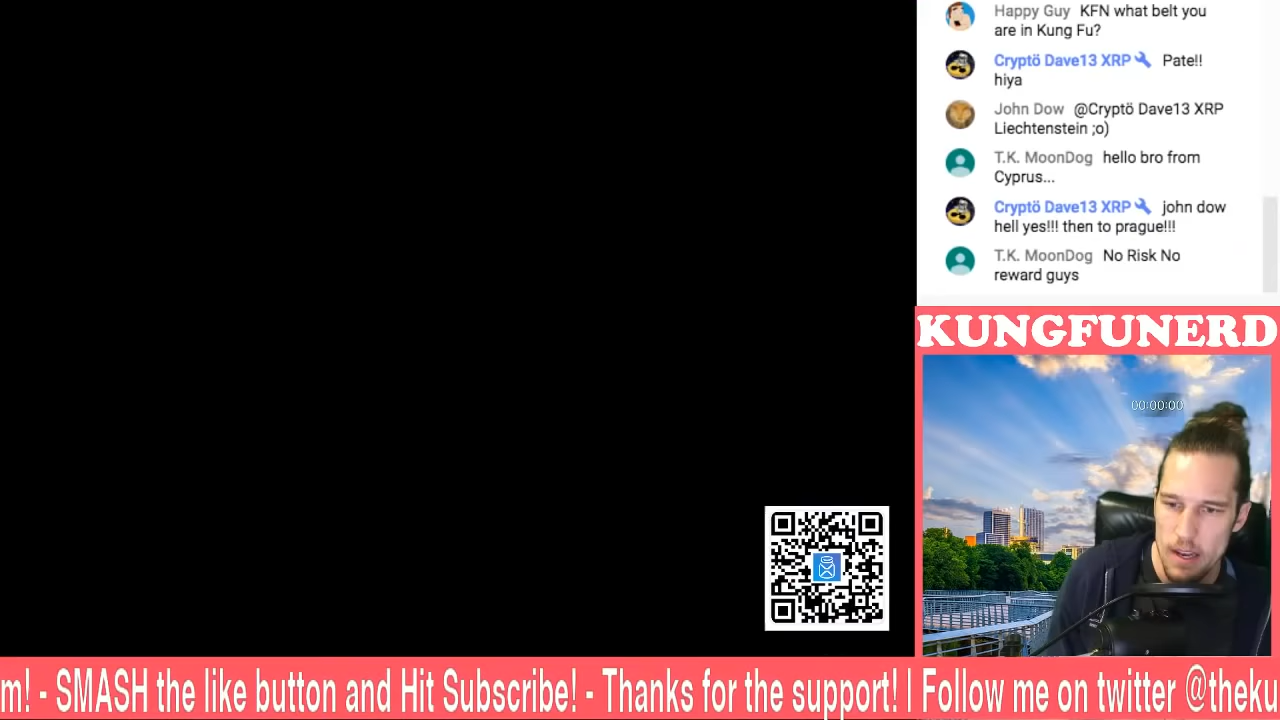 Happy Guy KFN what belt you
are in Kung Fu?
Cryptö Dave13 XRP Pate!!
hiya
John Dow @Cryptö Dave13 XRP
Liechtenstein ;o)
T.K. MoonDog hello bro from
Cyprus...
Cryptö Dave13 XRP john dow
hell yes!!! then to prague!!!
T.K. MoonDog No Risk No
reward guys
KUNGFUNERD
00:00:00
m! - SMASH the like button and Hit Subscribe! - Thanks for the support! | Follow me on twitter @theku